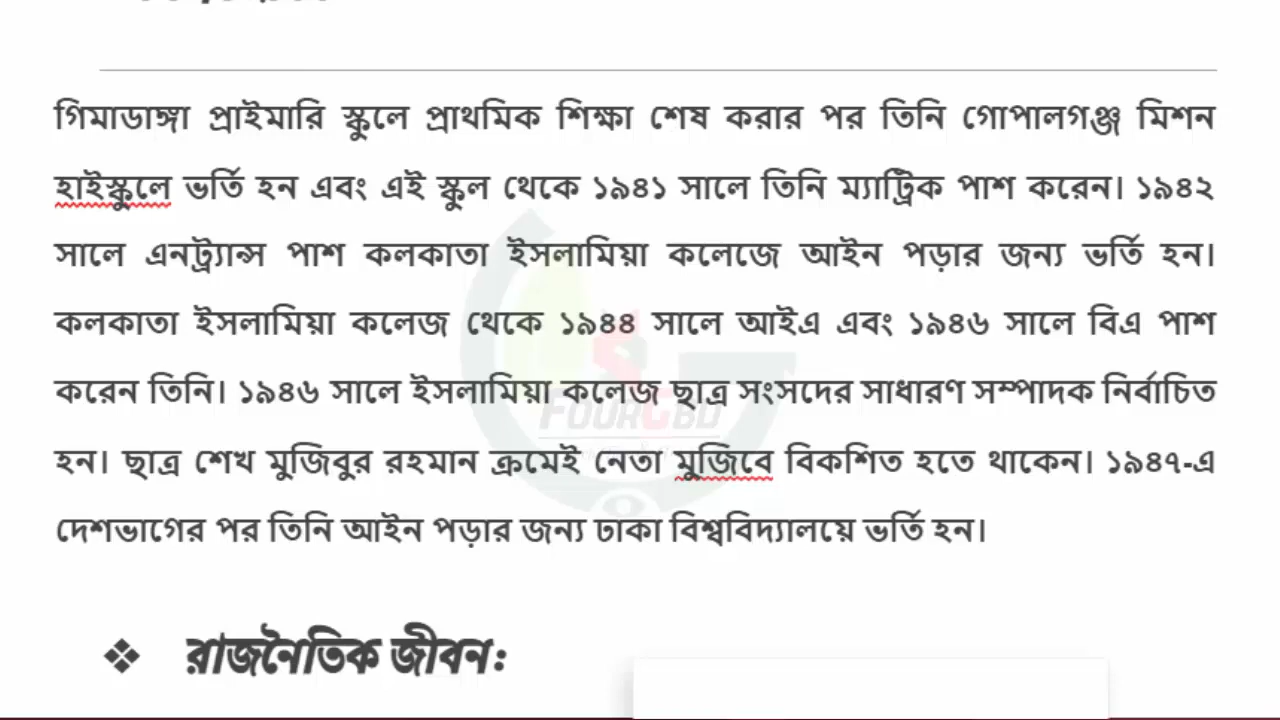 গিমাডাঙ্গা প্রাইমারি স্কুলে প্রাথমিক শিক্ষা শেষ করার পর তিনি গোপালগঞ্জ মিশন
হাইস্কুলে ভর্তি হন এবং এই স্কুল থেকে ১৯৪১ সালে তিনি ম্যাট্রিক পাশ করেন। ১৯৪২
সালে এনট্র্যান্স পাশ কলকাতা ইসলামিয়া কলেজে আইন পড়ার জন্য ভর্তি হন।
কলকাতা ইসলামিয়া কলেজ থেকে ১৯৪৪ সালে আইএ এবং ১৯৪৬ সালে বিএ পাশ
করেন তিনি। ১৯৪৬ সালে ইসলামিয়া কলেজ ছাত্র সংসদের সাধারণ সম্পাদক নির্বাচিত
FOURGBD
হন। ছাত্র শেখ মুজিবুর রহমান ক্রমেই নেতা মুজিবে বিকশিত হতে থাকেন। ১৯৪৭-এ
দেশভাগের পর তিনি আইন পড়ার জন্য ঢাকা বিশ্ববিদ্যালয়ে ভর্তি হন।
❖ রাজনৈতিক জীবন: